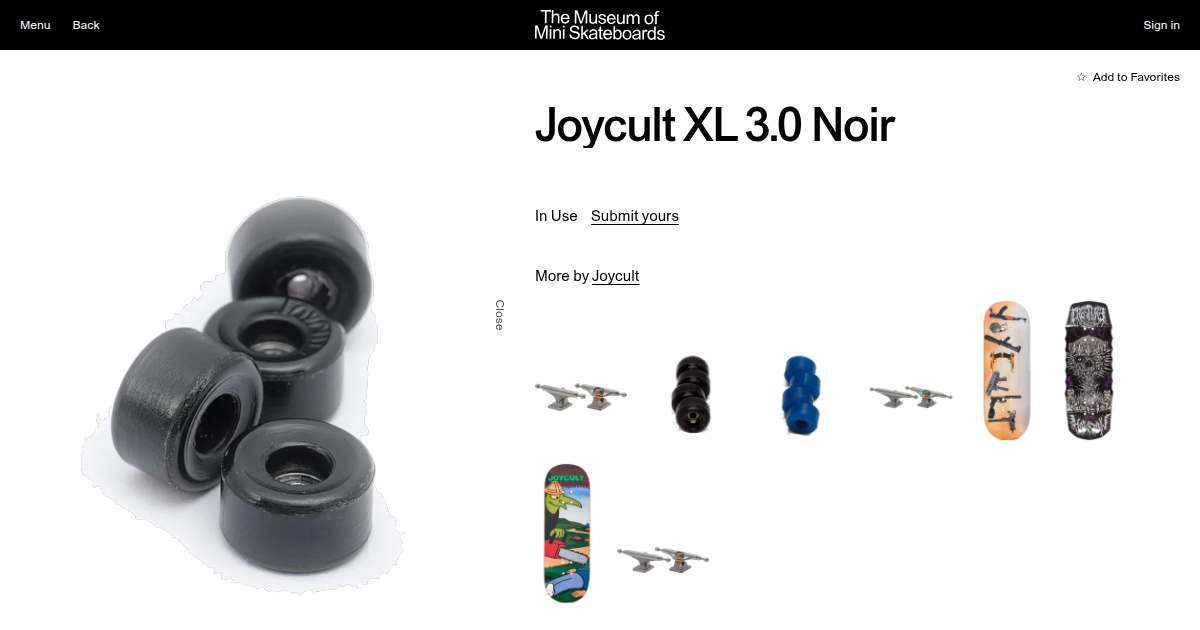 Menu
Back
The Museum of
Mini Skateboards
Sign in
☆ Add to Favorites
Joycult XL 3.0 Noir
In Use
Submit yours
More by Joycult
Close
JOYCULT